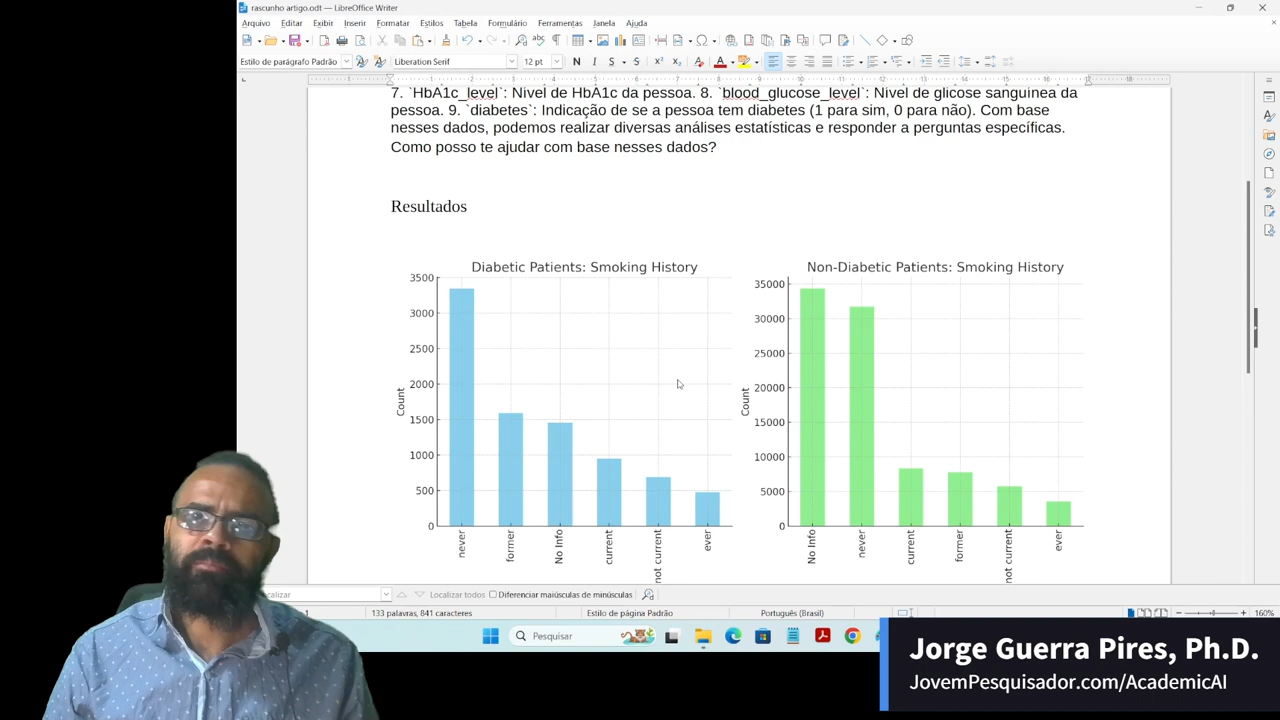 rascunho artigo.odt — LibreOffice Writer
Arquivo Editar Exibir Inserir Formatar Estilos Tabela Formulário Ferramentas Janela Ajuda
Estilo de parágrafo Padrão Liberation Serif 12 pt N I S S
7. `HbA1c_level`: Nível de HbA1c da pessoa. 8. `blood_glucose_level`: Nível de glicose sanguínea da
pessoa. 9. `diabetes`: Indicação de se a pessoa tem diabetes (1 para sim, 0 para não). Com base
nesses dados, podemos realizar diversas análises estatísticas e responder a perguntas específicas.
Como posso te ajudar com base nesses dados?
Resultados
Diabetic Patients: Smoking History
Count
3500
3000
2500
2000
1500
1000
500
0
never
former
No Info
current
not current
ever
Non-Diabetic Patients: Smoking History
Count
35000
30000
25000
20000
15000
10000
5000
0
No Info
never
current
former
not current
ever
Localizar todos Diferenciar maiúsculas de minúsculas
133 palavras, 841 caracteres Estilo de página Padrão Português (Brasil) 160%
Pesquisar
Jorge Guerra Pires, Ph.D.
JovemPesquisador.com/AcademicAI